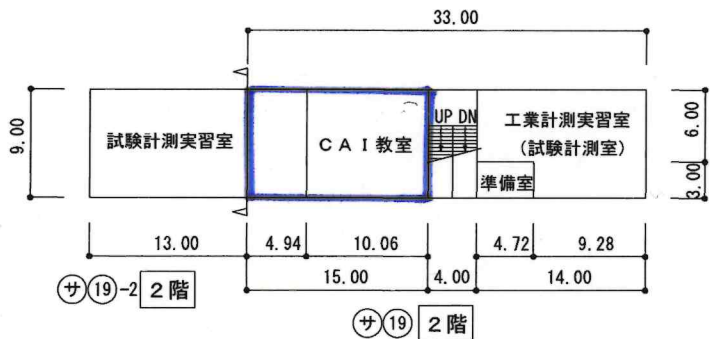 33.00
9.00
試験計測実習室
CAI教室
UP DN
工業計測実習室
(試験計測室)
準備室
6.00
3.00
13.00
4.94
10.06
4.72
9.28
15.00
4.00
14.00
サ 19 -2 2階
サ 19 2階